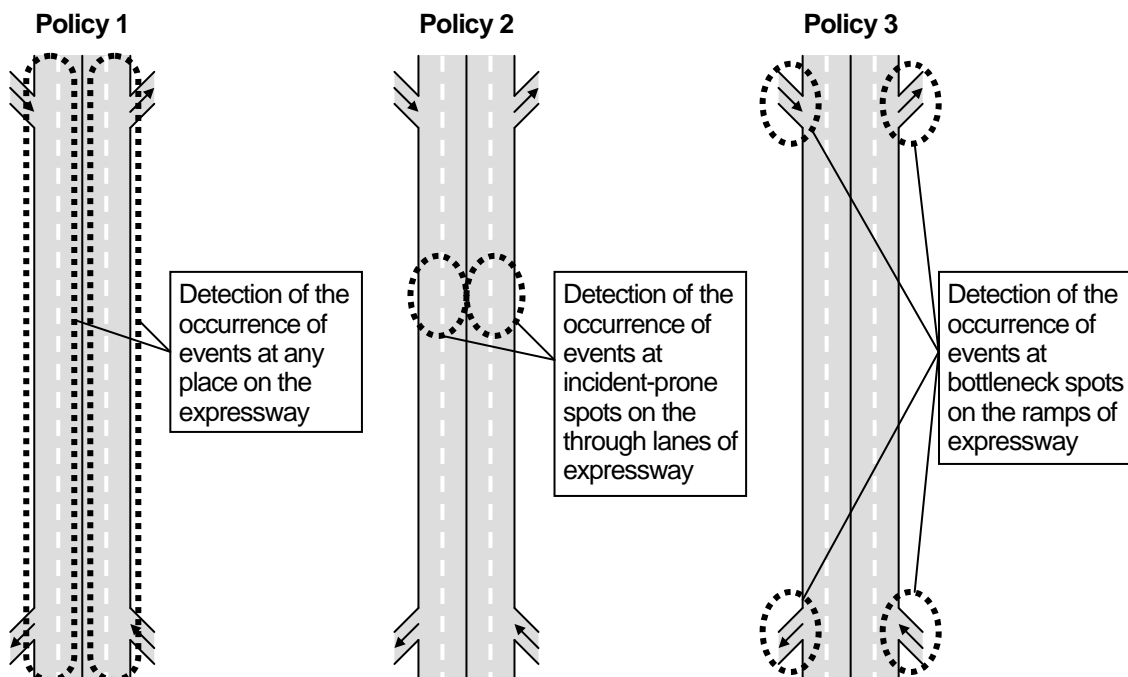 Policy 1
Policy 2
Policy 3
Detection of the
occurrence of
events at any
place on the
expressway
Detection of the
occurrence of
events at
incident-prone
spots on the
through lanes of
expressway
Detection of the
occurrence of
events at
bottleneck spots
on the ramps of
expressway